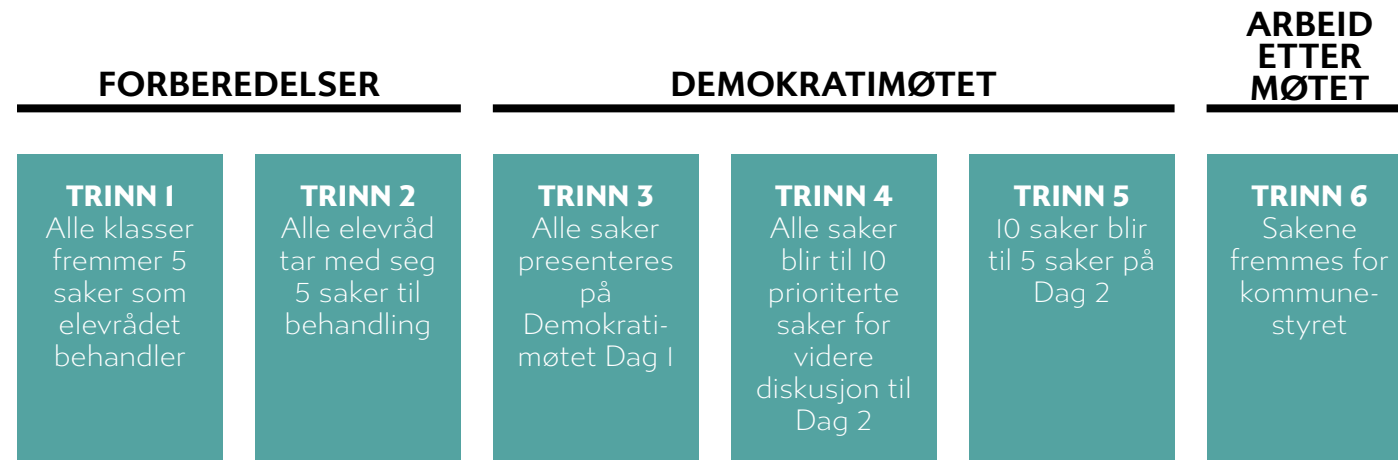 FORBEREDELSER
DEMOKRATIMØTET
ARBEID
ETTER
MØTET
TRINN 1
Alle klasser
fremmer 5
saker som
elevrådet
behandler
TRINN 2
Alle elevråd
tar med seg
5 saker til
behandling
TRINN 3
Alle saker
presenteres
på
Demokrati-
møtet Dag 1
TRINN 4
Alle saker
blir til 10
prioriterte
saker for
videre
diskusjon til
Dag 2
TRINN 5
10 saker blir
til 5 saker på
Dag 2
TRINN 6
Sakene
fremmes for
kommune-
styret